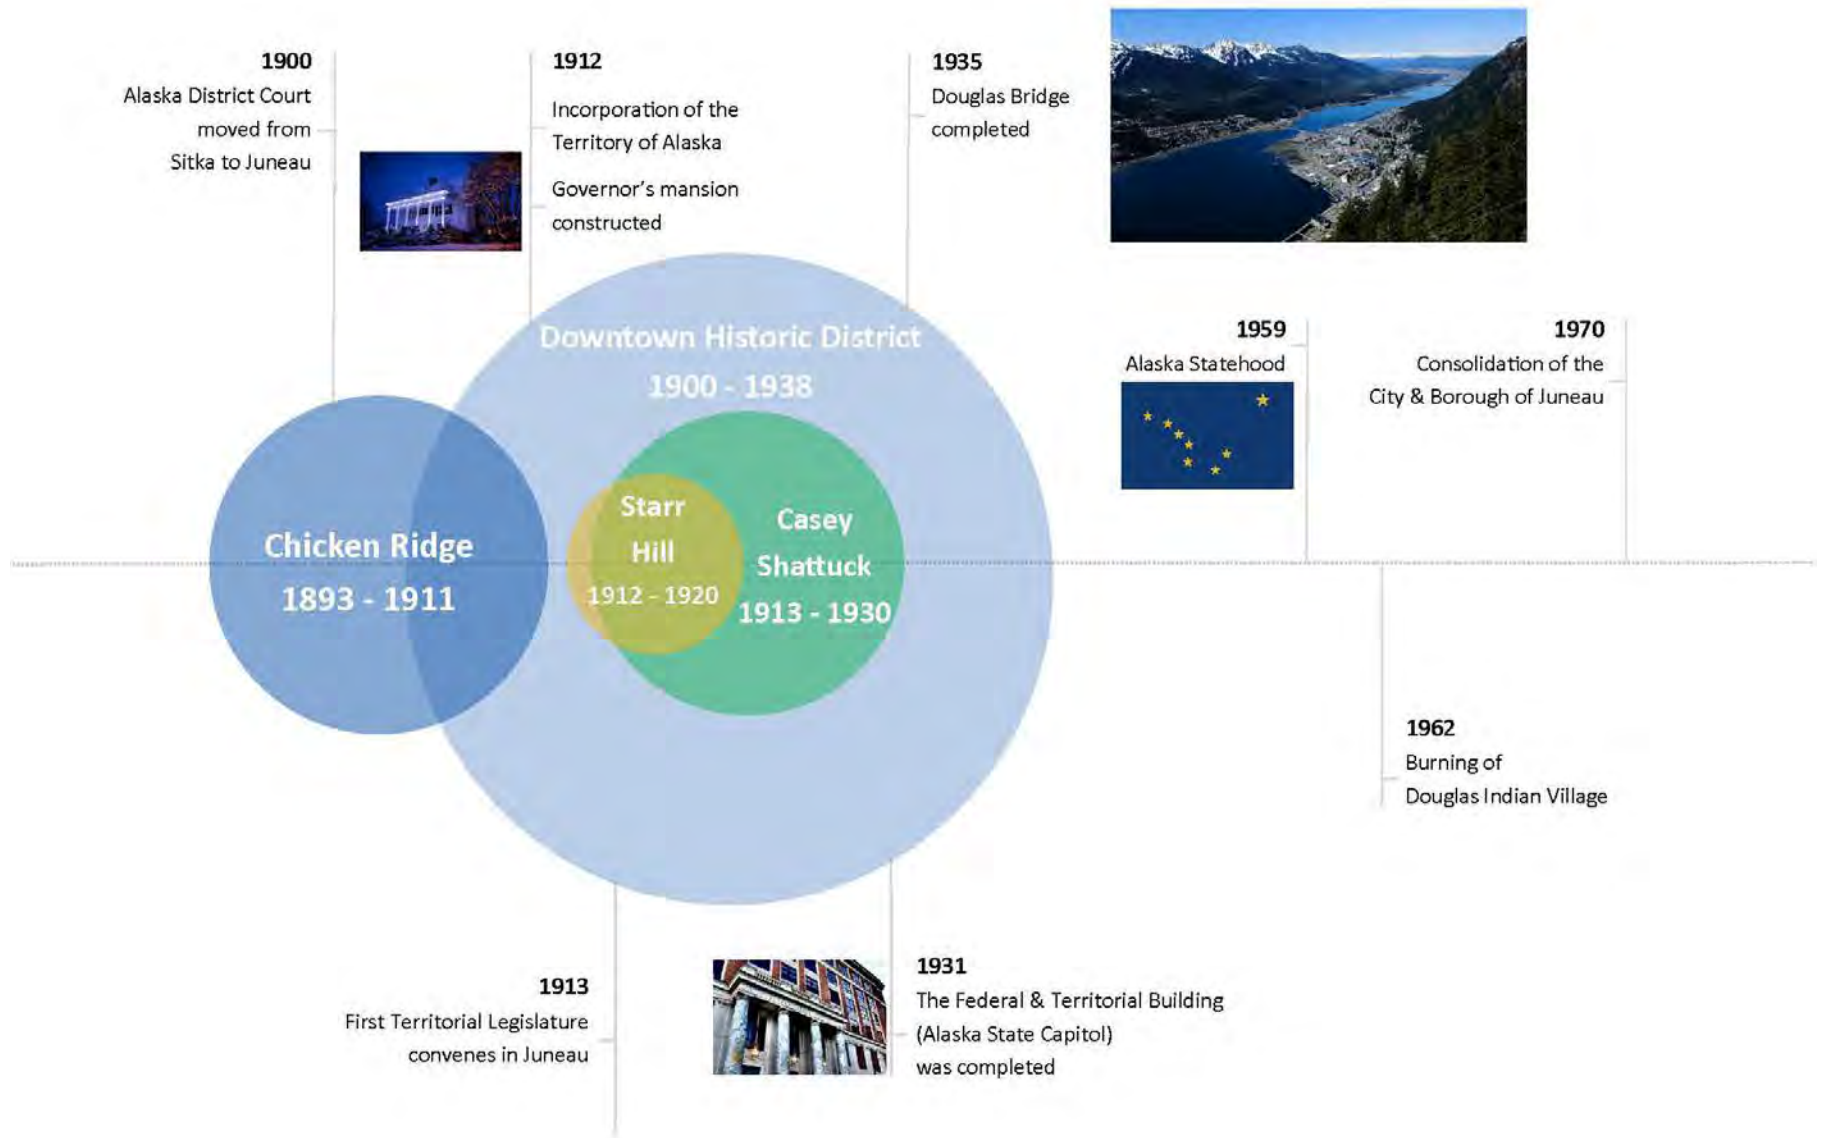 1900
Alaska District Court
moved from
Sitka to Juneau
1912
Incorporation of the
Territory of Alaska
Governor’s mansion
constructed
1935
Douglas Bridge
completed
Downtown Historic District
1900 - 1938
1959
Alaska Statehood
1970
Consolidation of the
City & Borough of Juneau
Chicken Ridge
1893 - 1911
Starr
Hill
1912 - 1920
Casey
Shattuck
1913 - 1930
1962
Burning of
Douglas Indian Village
1913
First Territorial Legislature
convenes in Juneau
1931
The Federal & Territorial Building
(Alaska State Capitol)
was completed